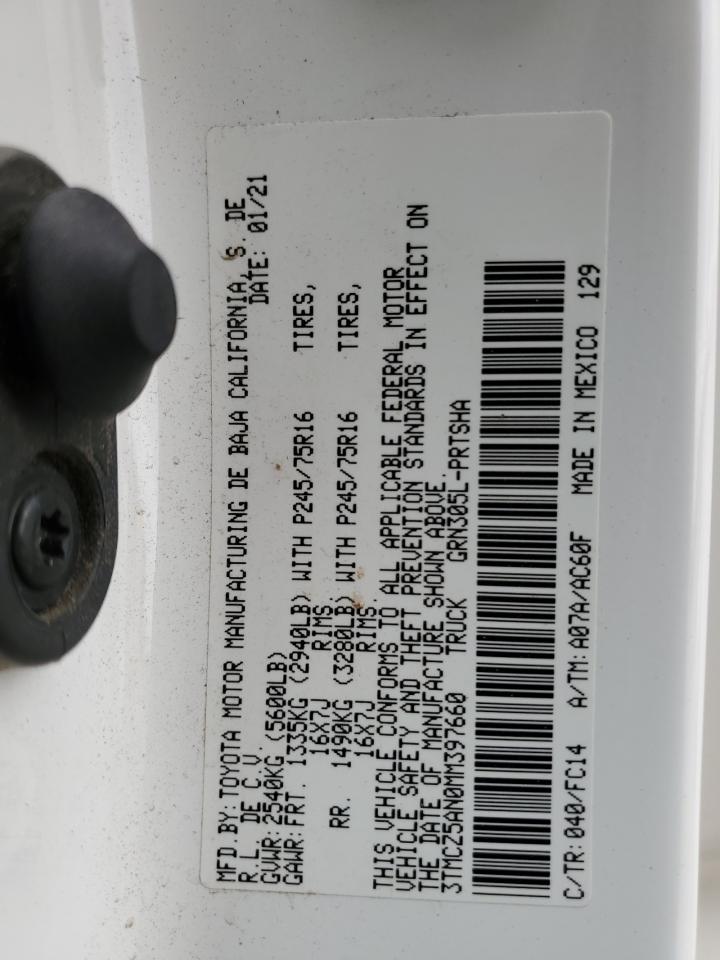 MFD.BY:TOYOTA MOTOR MANUFACTURING DE BAJA CALIFORNIA, S. DE
R.L. DE C.V. DATE: 01/21
GVWR:2540KG (5600LB)
GAWR:FRT. 1335KG (2940LB) WITH P245/75R16 TIRES,
16X7J RIMS.
RR. 1490KG (3280LB) WITH P245/75R16 TIRES,
16X7J RIMS.
THIS VEHICLE CONFORMS TO ALL APPLICABLE FEDERAL MOTOR
VEHICLE SAFETY AND THEFT PREVENTION STANDARDS IN EFFECT ON
THE DATE OF MANUFACTURE SHOWN ABOVE.
3TMCZ5AN0MM397660 TRUCK GRN305L-PRTSHA
C/TR:040/FC14 A/TM:A07A/AC60F MADE IN MEXICO 129